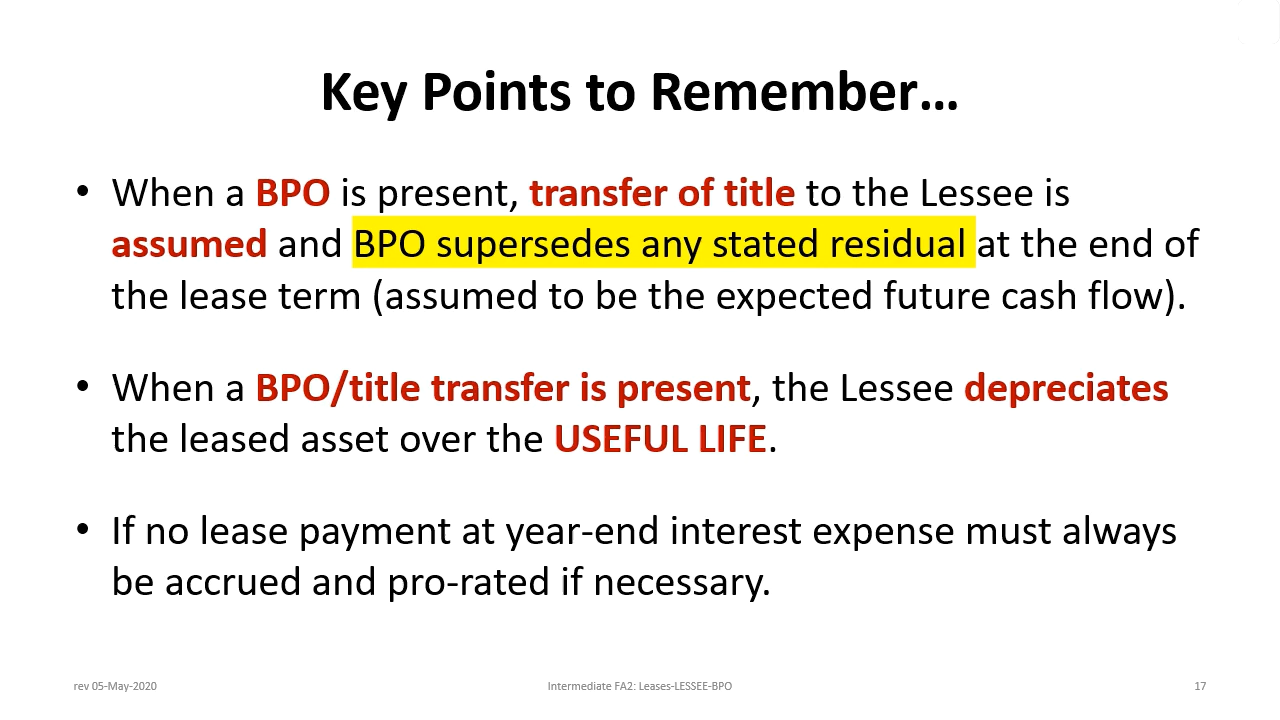 Key Points to Remember…
• When a BPO is present, transfer of title to the Lessee is
assumed and BPO supersedes any stated residual at the end of
the lease term (assumed to be the expected future cash flow).
• When a BPO/title transfer is present, the Lessee depreciates
the leased asset over the USEFUL LIFE.
• If no lease payment at year-end interest expense must always
be accrued and pro-rated if necessary.
rev 05-May-2020
Intermediate FA2: Leases-LESSEE-BPO
17